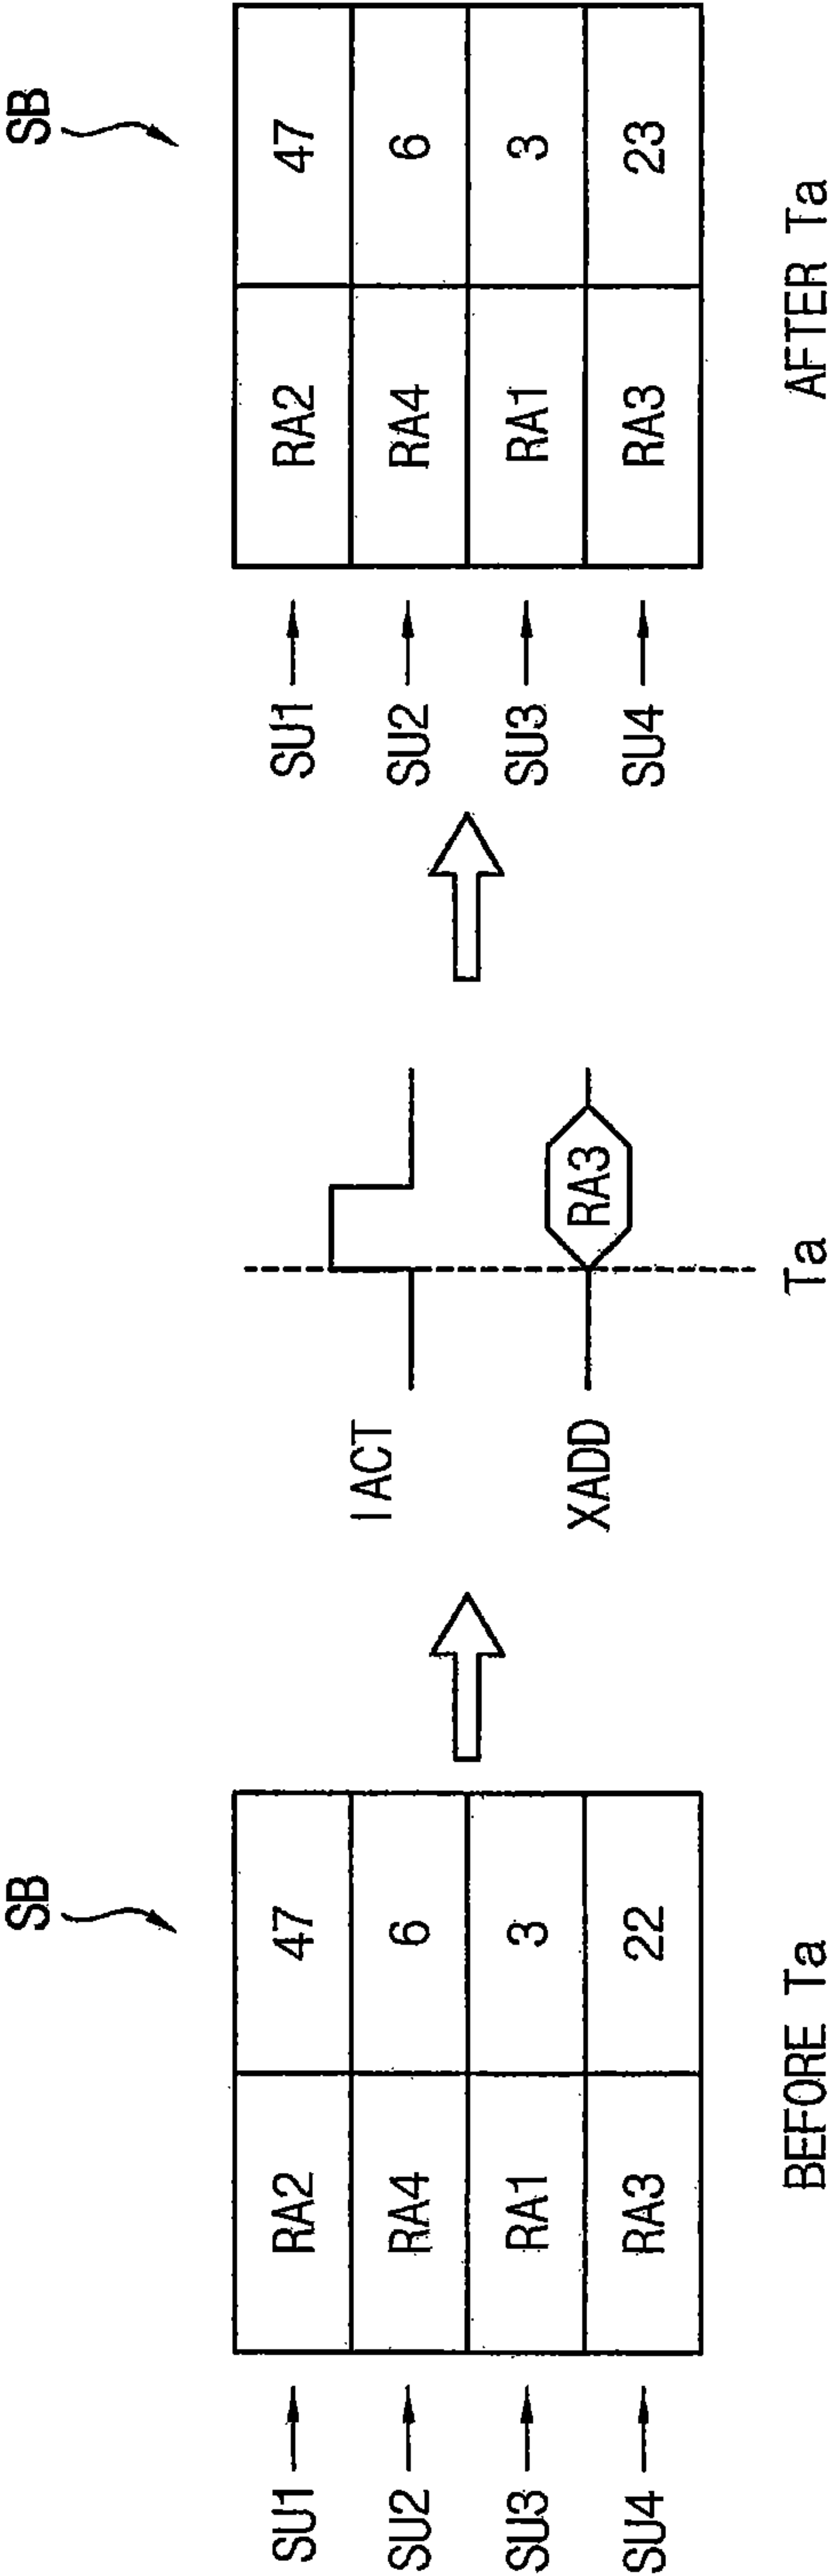 SB
SU1 → RA2 47
SU2 → RA4 6
SU3 → RA1 3
SU4 → RA3 22
BEFORE Ta
IACT
XADD RA3
Ta
SB
SU1 → RA2 47
SU2 → RA4 6
SU3 → RA1 3
SU4 → RA3 23
AFTER Ta